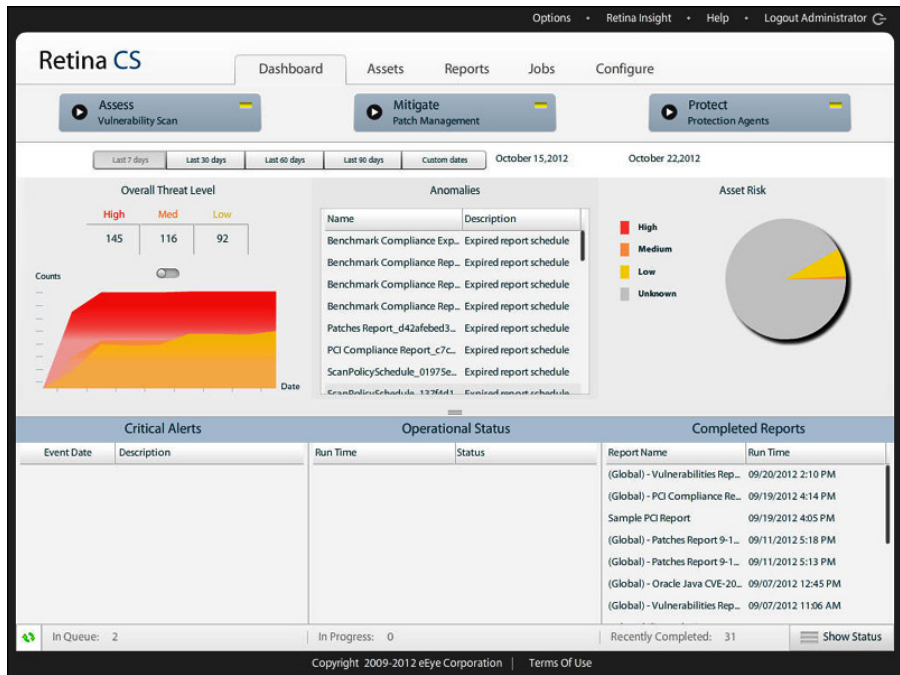 Options • Retina Insight • Help • Logout Administrator
Retina CS
Dashboard Assets Reports Jobs Configure
Assess
Vulnerability Scan
Mitigate
Patch Management
Protect
Protection Agents
Last 7 days Last 30 days Last 60 days Last 90 days Custom dates October 15,2012 October 22,2012
Overall Threat Level
High Med Low
145 116 92
Counts
Date
Anomalies
Name Description
Benchmark Compliance Exp... Expired report schedule
Benchmark Compliance Rep... Expired report schedule
Benchmark Compliance Rep... Expired report schedule
Benchmark Compliance Rep... Expired report schedule
Patches Report_d42afebed3... Expired report schedule
PCI Compliance Report_c7c... Expired report schedule
ScanPolicySchedule_01975e... Expired report schedule
ScanPolicySchedule_137f4d1... Expired report schedule
Asset Risk
High
Medium
Low
Unknown
Critical Alerts
Event Date Description
Operational Status
Run Time Status
Completed Reports
Report Name Run Time
(Global) - Vulnerabilities Rep... 09/20/2012 2:10 PM
(Global) - PCI Compliance Re... 09/19/2012 4:14 PM
Sample PCI Report 09/19/2012 4:05 PM
(Global) - Patches Report 9-1... 09/11/2012 5:18 PM
(Global) - Patches Report 9-1... 09/11/2012 5:13 PM
(Global) - Oracle Java CVE-20... 09/07/2012 12:45 PM
(Global) - Vulnerabilities Rep... 09/07/2012 11:06 AM
In Queue: 2 In Progress: 0 Recently Completed: 31 Show Status
Copyright 2009-2012 eEye Corporation | Terms Of Use